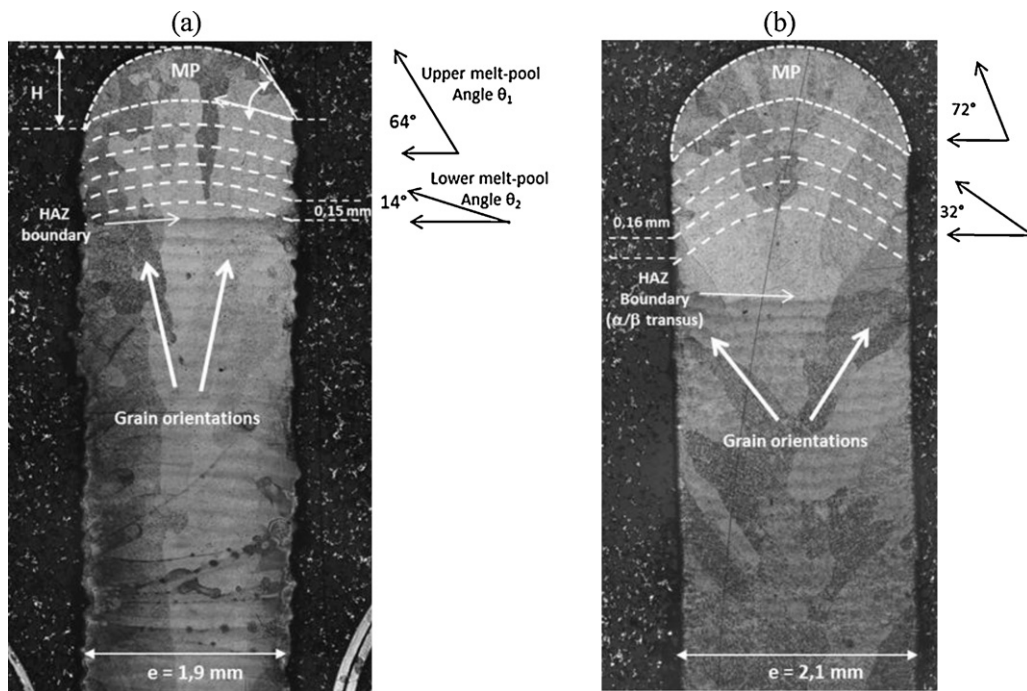 (a)
(b)
MP
H
Upper melt-pool
Angle θ₁
64°
Lower melt-pool
Angle θ₂
14°
0,15 mm
HAZ
boundary
Grain orientations
e = 1,9 mm
MP
72°
32°
0,16 mm
HAZ
Boundary
(α/β transus)
Grain orientations
e = 2,1 mm